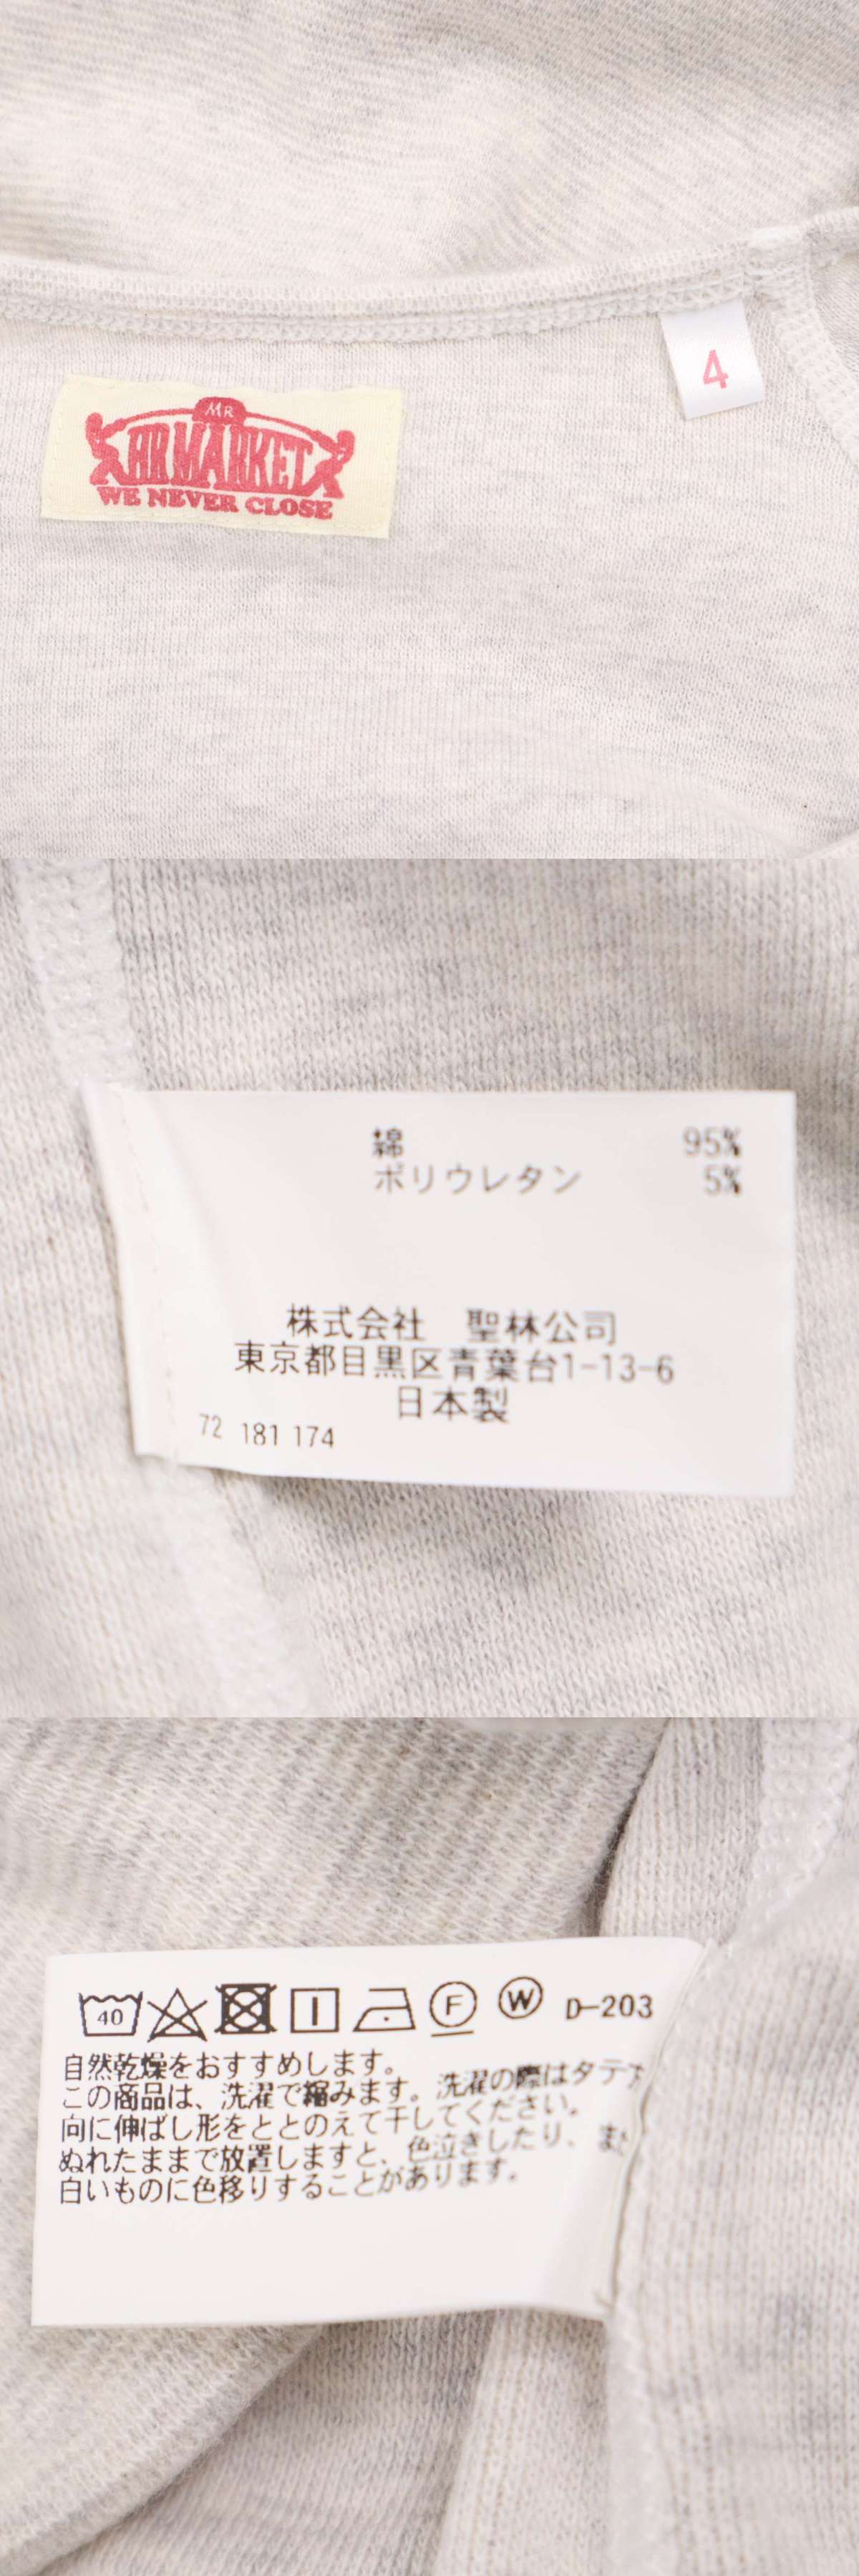 MR
HR MARKET
WE NEVER CLOSE
4
綿 95%
ポリウレタン 5%
株式会社 聖林公司
東京都目黒区青葉台1-13-6
日本製
72 181 174
40 F W D-203
自然乾燥をおすすめします。
この商品は、洗濯で縮みます。洗濯の際はタテ方
向に伸ばし形をととのえて干してください。
ぬれたままで放置しますと、色泣きしたり、また
白いものに色移りすることがあります。